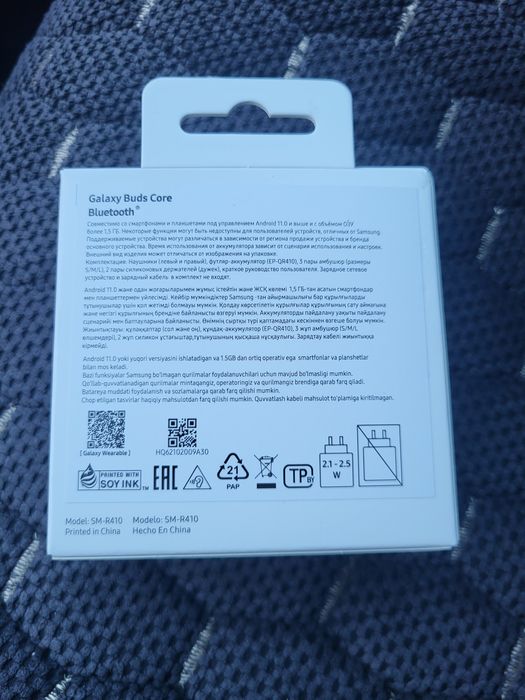 Galaxy Buds Core
Bluetooth®
Совместимо со смартфонами и планшетами под управлением Android 11.0 и выше и с объёмом ОЗУ
более 1,5 ГБ. Некоторые функции могут быть недоступны для пользователей устройств, отличных от Samsung.
Поддерживаемые устройства могут различаться в зависимости от региона продажи устройства и бренда
основного устройства. Время использования от аккумулятора зависит от сценария использования и настроек.
Внешний вид изделия может отличаться от изображения на упаковке.
Комплектация: Наушники (левый и правый), футляр-аккумулятор (EP-QR410), 3 пары амбушюр (размеры
S/M/L), 2 пары силиконовых держателей (дужек), краткое руководство пользователя. Зарядное сетевое
устройство и зарядный кабель в комплект не входят.
Android 11.0 және одан жоғарыларымен жұмыс істейтін және ЖСҚ көлемі 1,5 ГБ-тан асатын смартфондар
мен планшеттермен үйлесімді. Кейбір мүмкіндіктер Samsung -тан айырмашылығы бар құрылғыларды
тұтынушылар үшін қол жетімді болмауы мүмкін. Қолдау көрсетілетін құрылғылар құрылғының сату аймағына
және негізгі құрылғының брендіне байланысты өзгеруі мүмкін. Аккумуляторды пайдалану уақыты пайдалану
сценарийі мен баптауларына байланысты. Өнімнің сыртқы түрі қаптамадағы кескіннен өзгеше болуы мүмкін.
Жиынтықтауы: құлаққаптар (сол және оң), құндақ-аккумулятор (EP-QR410), 3 жұп амбушюр (S/M/L
өлшемдері), 2 жұп силикон ұстағыштар, тұтынушының қысқаша нұсқаулығы. Зарядтау кабелі жиынтыққа
кірмейді.
Android 11.0 yoki yuqori versiyasini ishlatadigan va 1.5GB dan ortiq operativ ega smartfonlar va planshetlar
bilan mos keladi.
Bazi funksiyalar Samsung bo'lmagan qurilmalar foydalanuvchilari uchun mavjud bo'lmasligi mumkin.
Qo'llab-quvvatlanadigan qurilmalar mintaqangiz, operatoringiz va qurilmangiz brendiga qarab farq qiladi.
Batareya muddati foydalanish va sozlamalarga qarab farq qilishi mumkin.
Chop etilgan tasvirlar haqiqiy mahsulotdan farq qilishi mumkin. Quvvatlash kabeli mahsulot to'plamiga kiritilmagan.
[ Galaxy Wearable ]
HQ62102009A30
PRINTED WITH
SOY INK™
EAC
21
PAP
TP BY
2.1 - 2.5
W
Model: SM-R410 Modelo: SM-R410
Printed in China Hecho En China